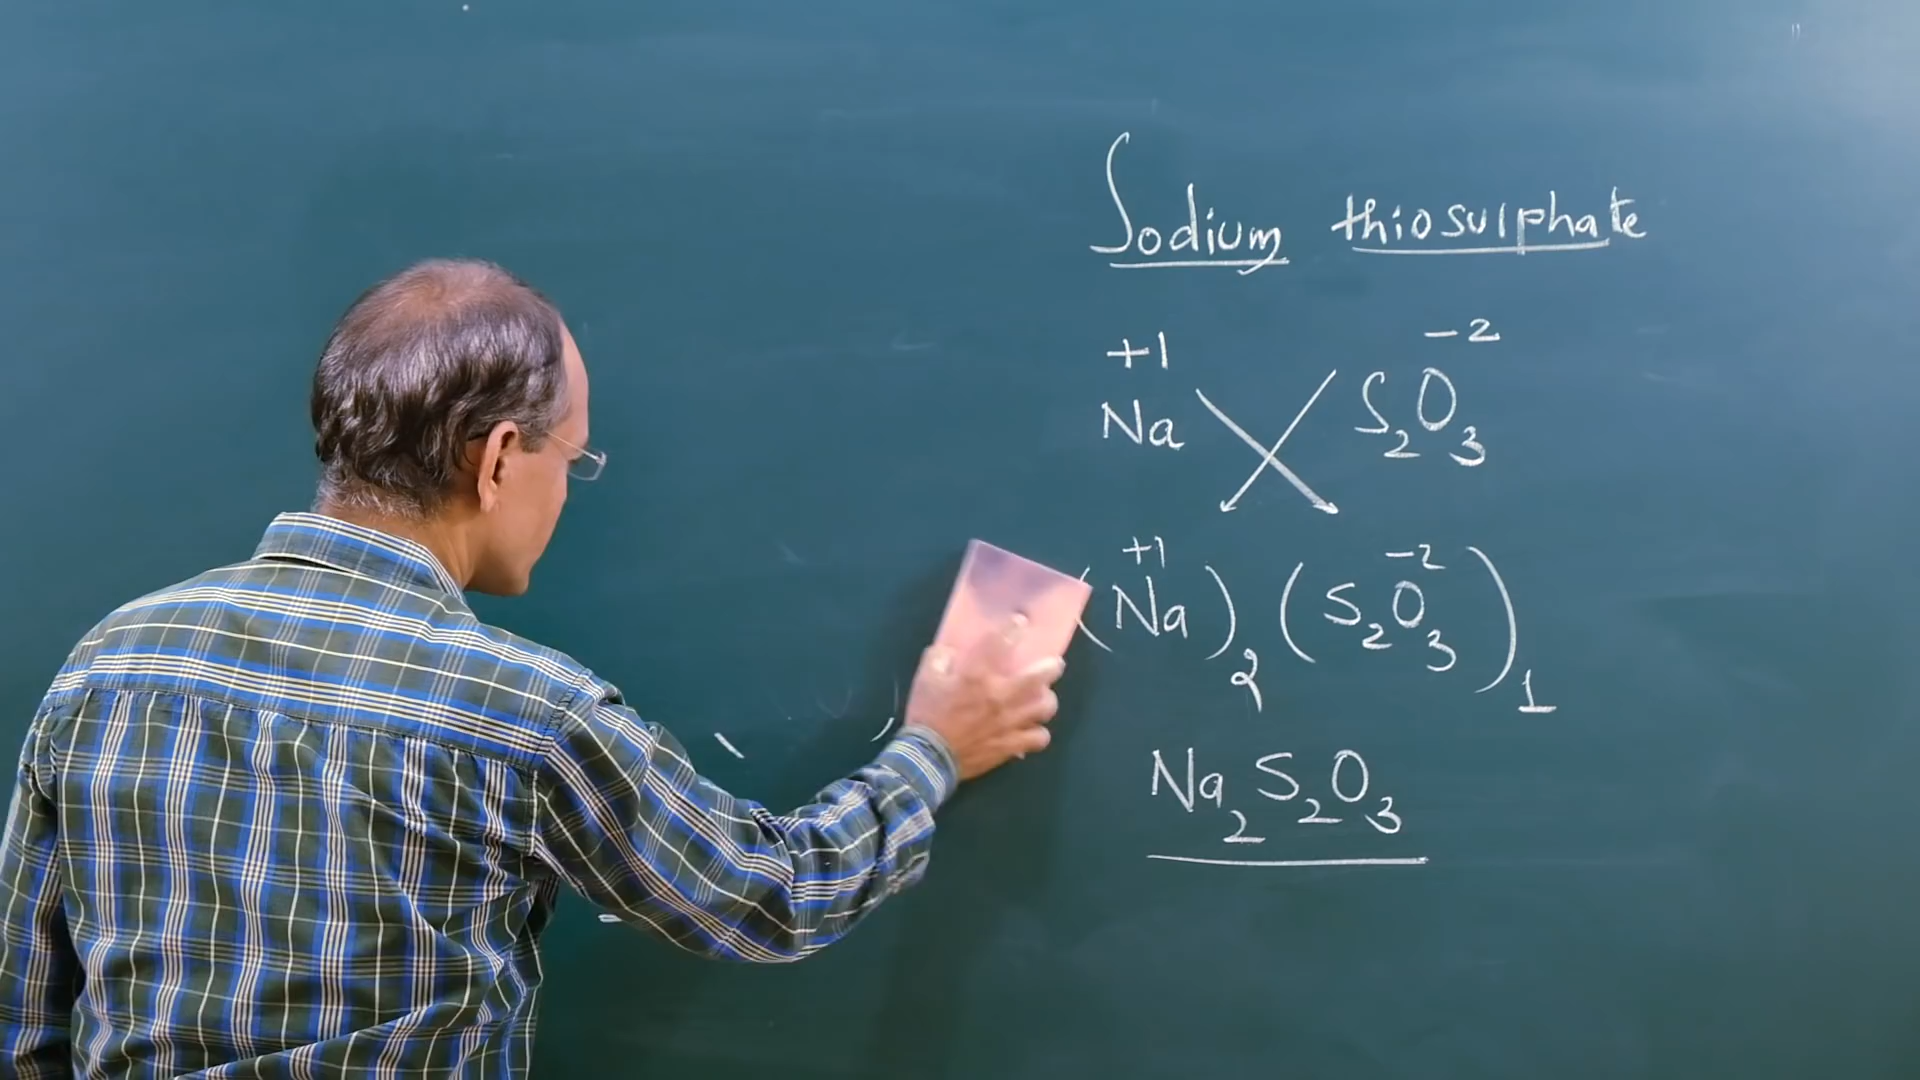 Sodium thiosulphate
+1 -2
Na S2O3
+1 -2
(Na)2 (S2O3)1
Na2S2O3